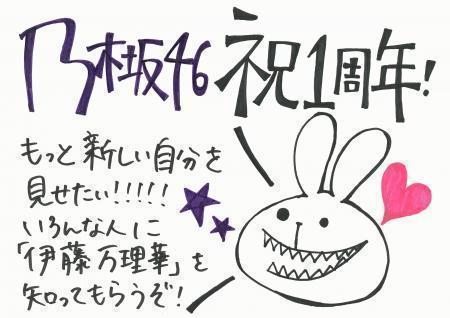 乃木坂46 祝1周年!
もっと新しい自分を
見せたい!!!!!
いろんな人に
「伊藤万理華」を
知ってもらうぞ!